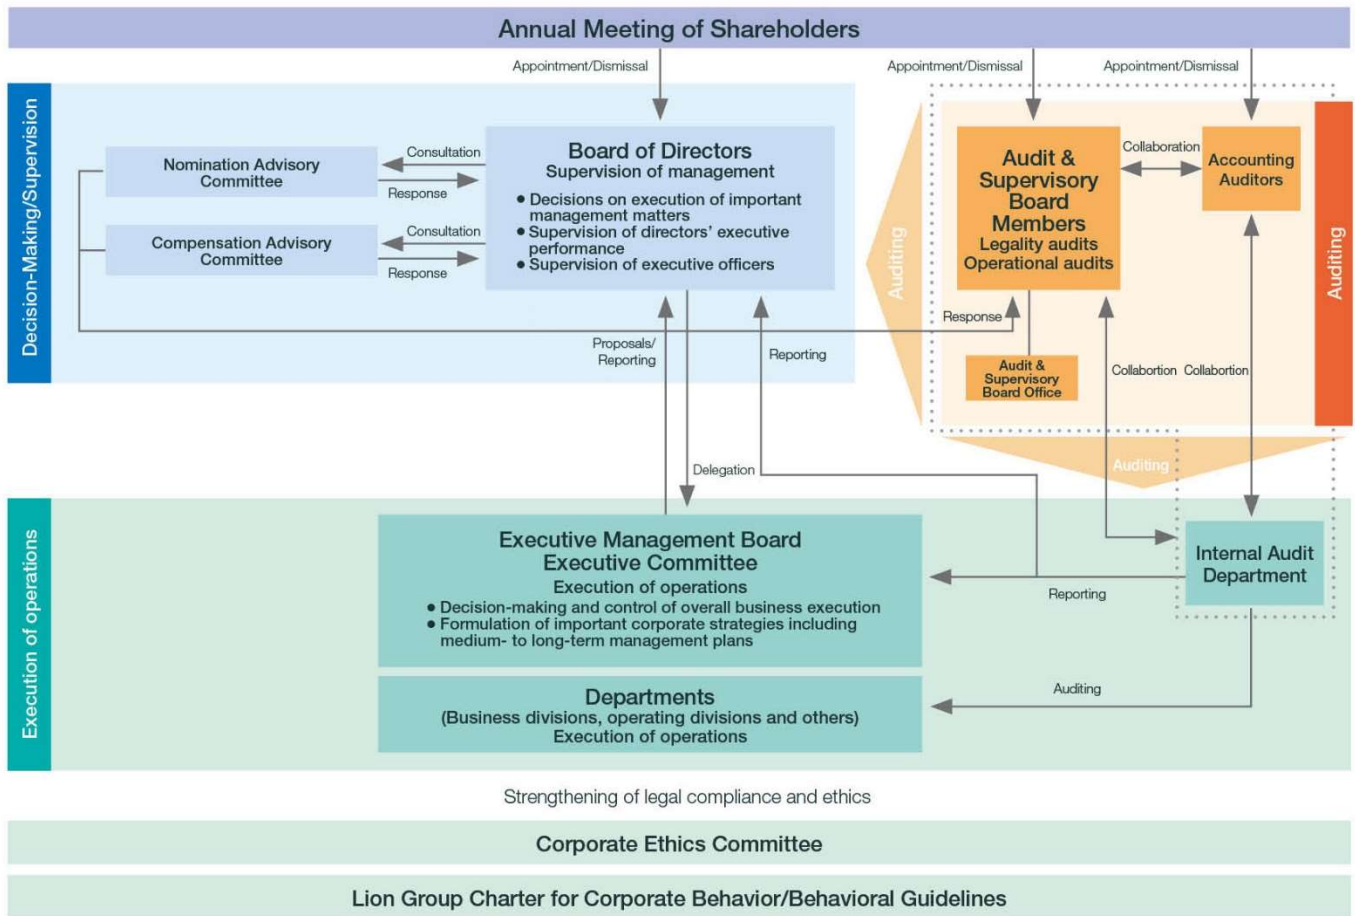 Annual Meeting of Shareholders
Appointment/Dismissal
Appointment/Dismissal
Appointment/Dismissal
Decision-Making/Supervision
Nomination Advisory
Committee
Consultation
Response
Compensation Advisory
Committee
Consultation
Response
Board of Directors
Supervision of management
● Decisions on execution of important
management matters
● Supervision of directors' executive
performance
● Supervision of executive officers
Auditing
Audit &
Supervisory
Board
Members
Legality audits
Operational audits
Collaboration
Accounting
Auditors
Auditing
Response
Audit &
Supervisory
Board Office
Collabortion
Collabortion
Proposals/
Reporting
Reporting
Delegation
Auditing
Execution of operations
Executive Management Board
Executive Committee
Execution of operations
● Decision-making and control of overall business execution
● Formulation of important corporate strategies including
medium- to long-term management plans
Internal Audit
Department
Reporting
Departments
(Business divisions, operating divisions and others)
Execution of operations
Auditing
Strengthening of legal compliance and ethics
Corporate Ethics Committee
Lion Group Charter for Corporate Behavior/Behavioral Guidelines